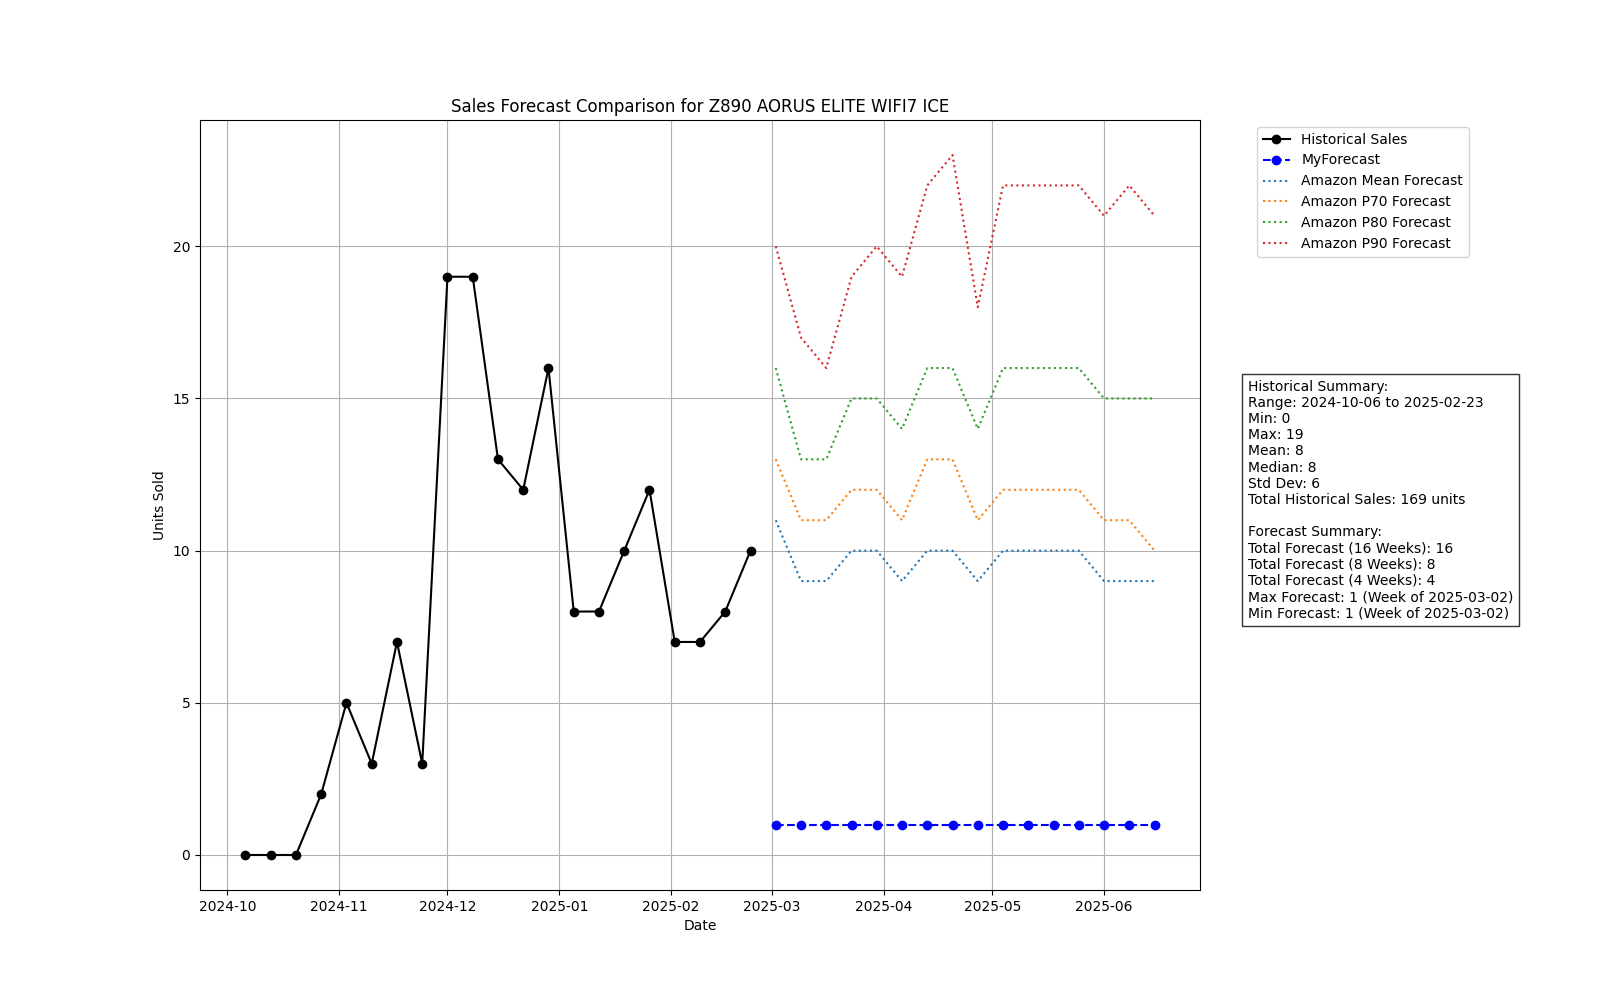 Sales Forecast Comparison for Z890 AORUS ELITE WIFI7 ICE
Historical Sales
MyForecast
Amazon Mean Forecast
Amazon P70 Forecast
Amazon P80 Forecast
Amazon P90 Forecast
20
15
10
5
0
Units Sold
2024-10
2024-11
2024-12
2025-01
2025-02
2025-03
2025-04
2025-05
2025-06
Date
Historical Summary:
Range: 2024-10-06 to 2025-02-23
Min: 0
Max: 19
Mean: 8
Median: 8
Std Dev: 6
Total Historical Sales: 169 units
Forecast Summary:
Total Forecast (16 Weeks): 16
Total Forecast (8 Weeks): 8
Total Forecast (4 Weeks): 4
Max Forecast: 1 (Week of 2025-03-02)
Min Forecast: 1 (Week of 2025-03-02)